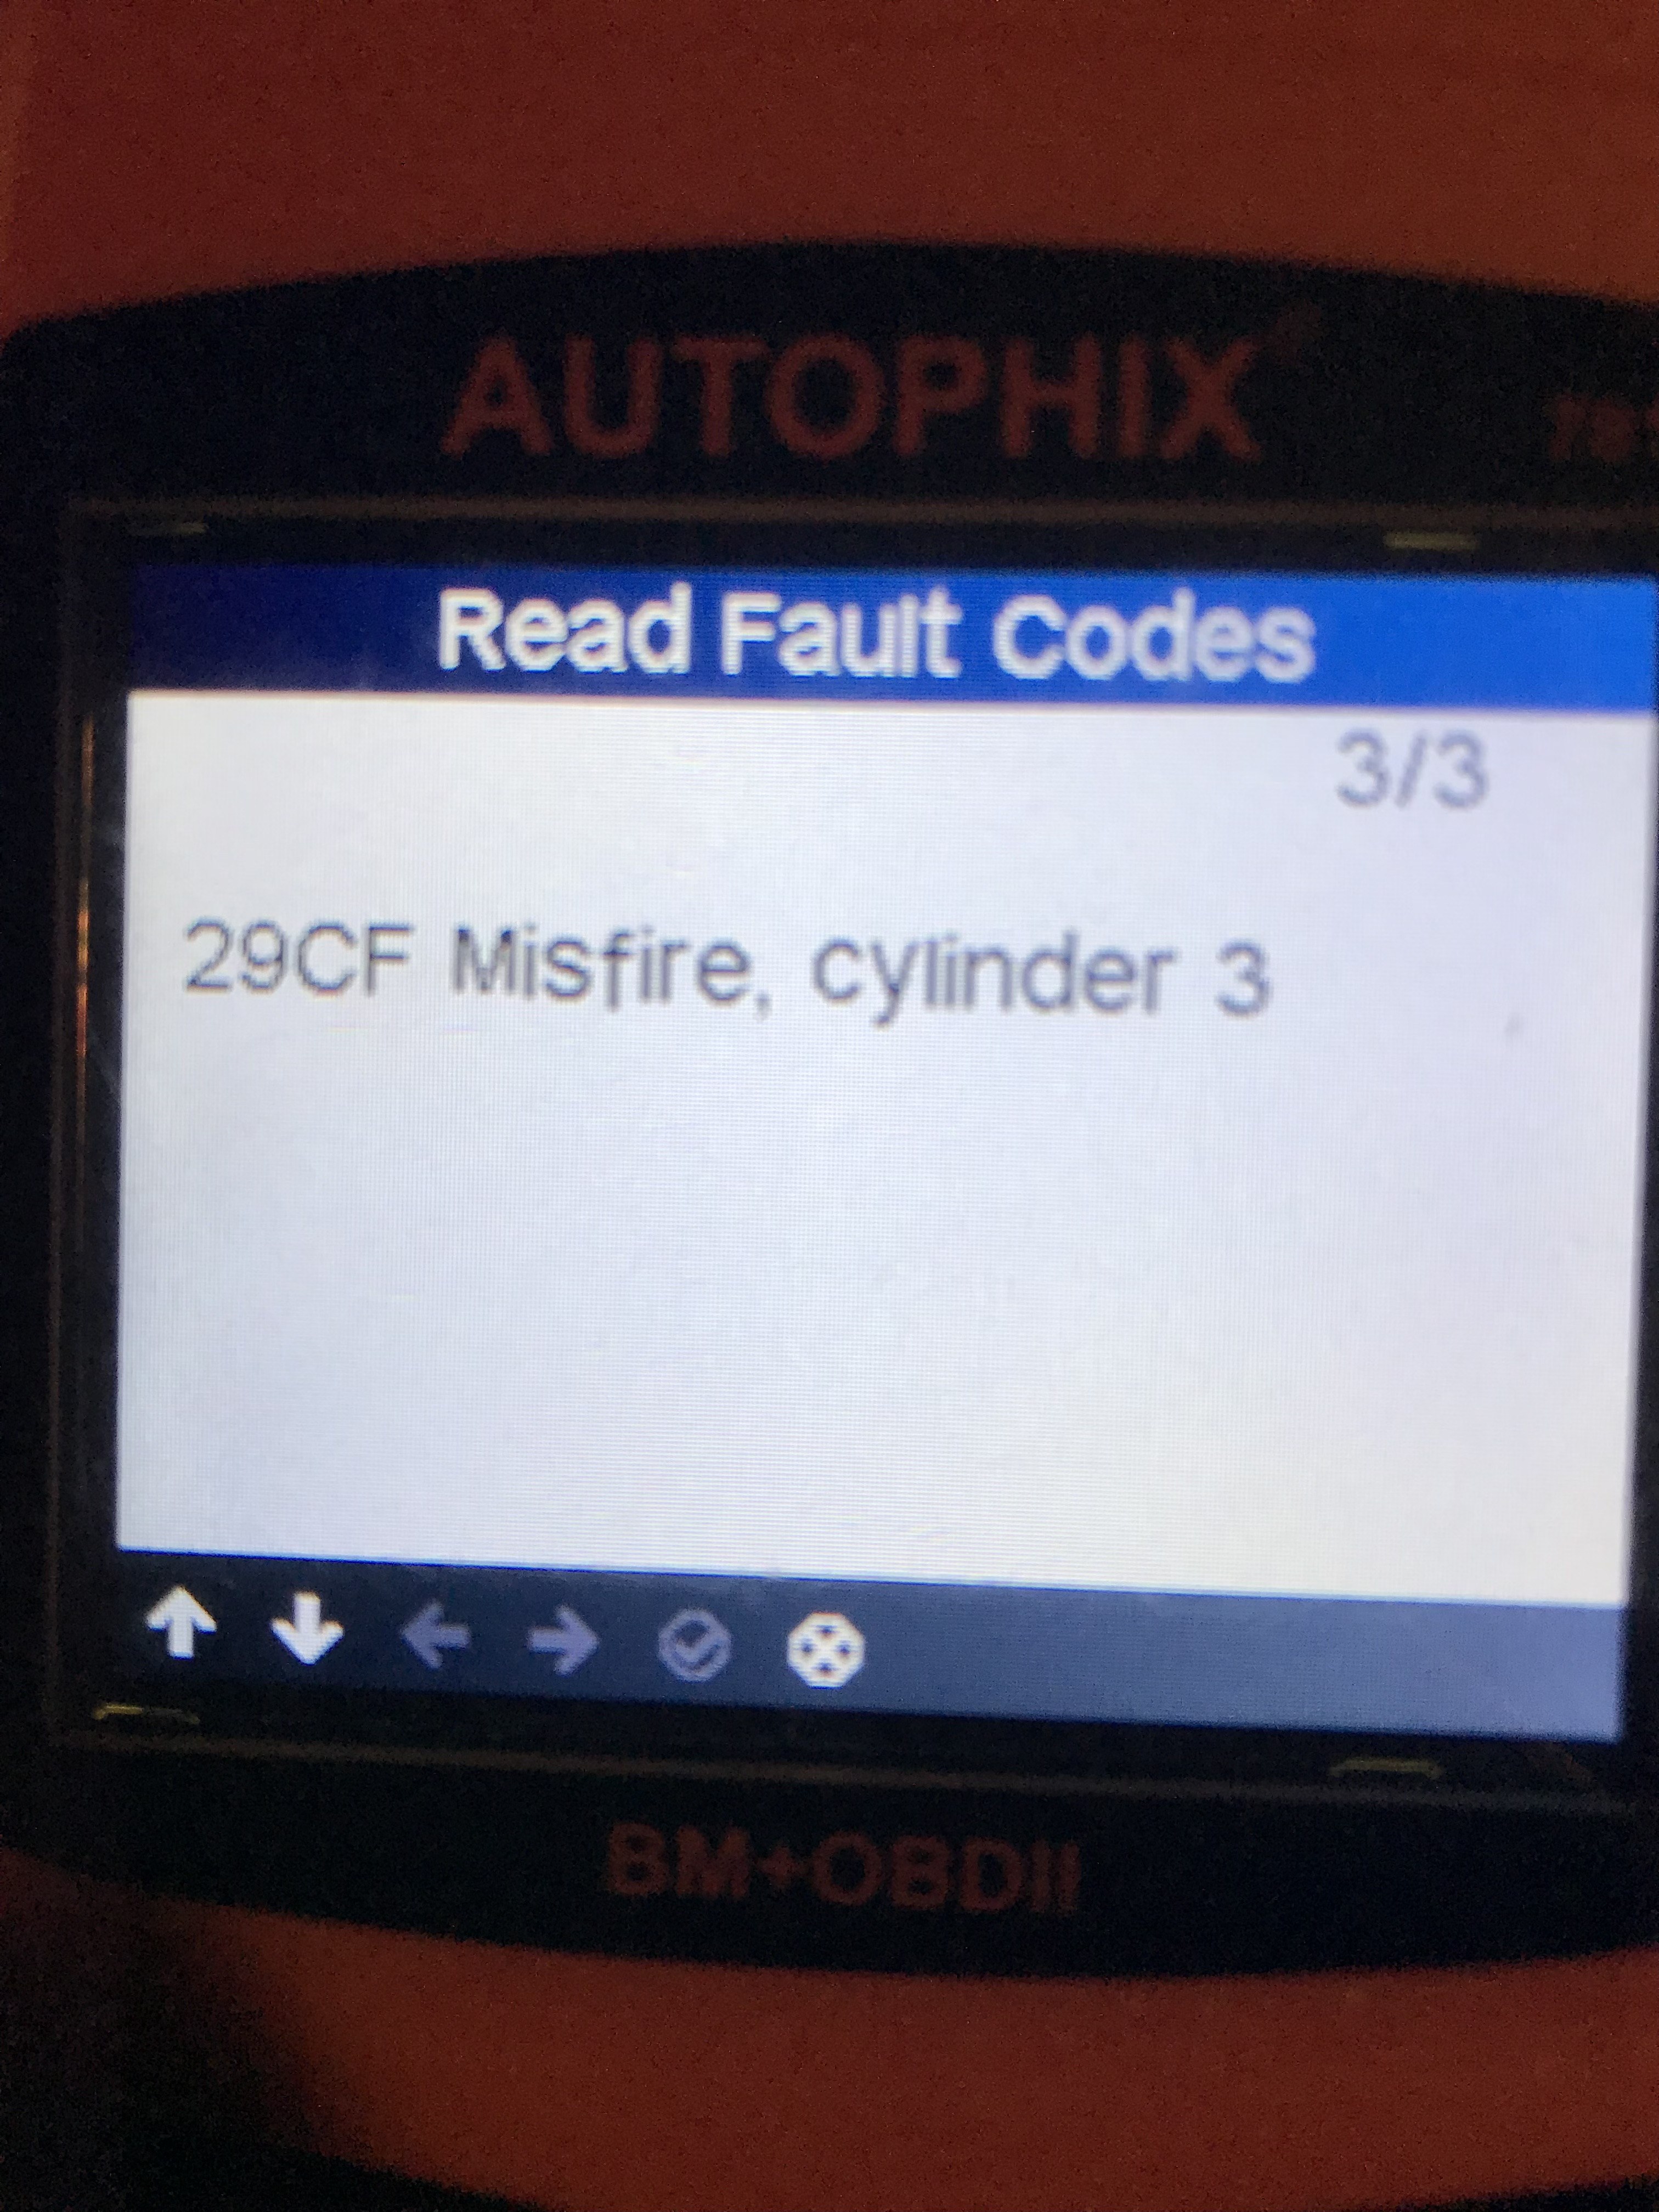 AUTOPHIX
Read Fault Codes
3/3
29CF Misfire, cylinder 3
BM+OBDII